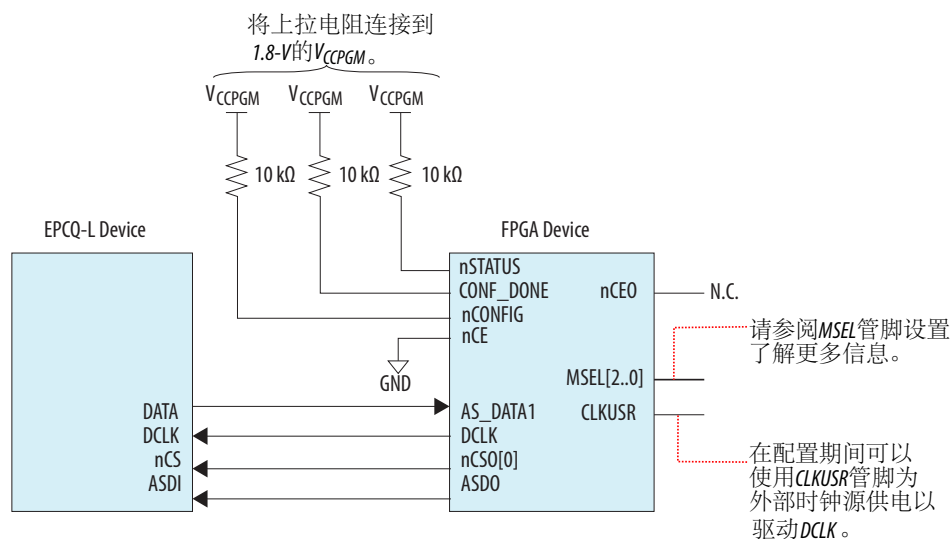 将上拉电阻连接到
1.8-V的VCCPGM。
VCCPGM VCCPGM VCCPGM
10 kΩ 10 kΩ 10 kΩ
EPCQ-L Device
FPGA Device
nSTATUS
CONF_DONE
nCONFIG
nCE
GND
nCEO
N.C.
请参阅MSEL管脚设置
了解更多信息。
MSEL[2..0]
CLKUSR
DATA
DCLK
nCS
ASDI
AS_DATA1
DCLK
nCSO[0]
ASDO
在配置期间可以
使用CLKUSR管脚为
外部时钟源供电以
驱动DCLK。